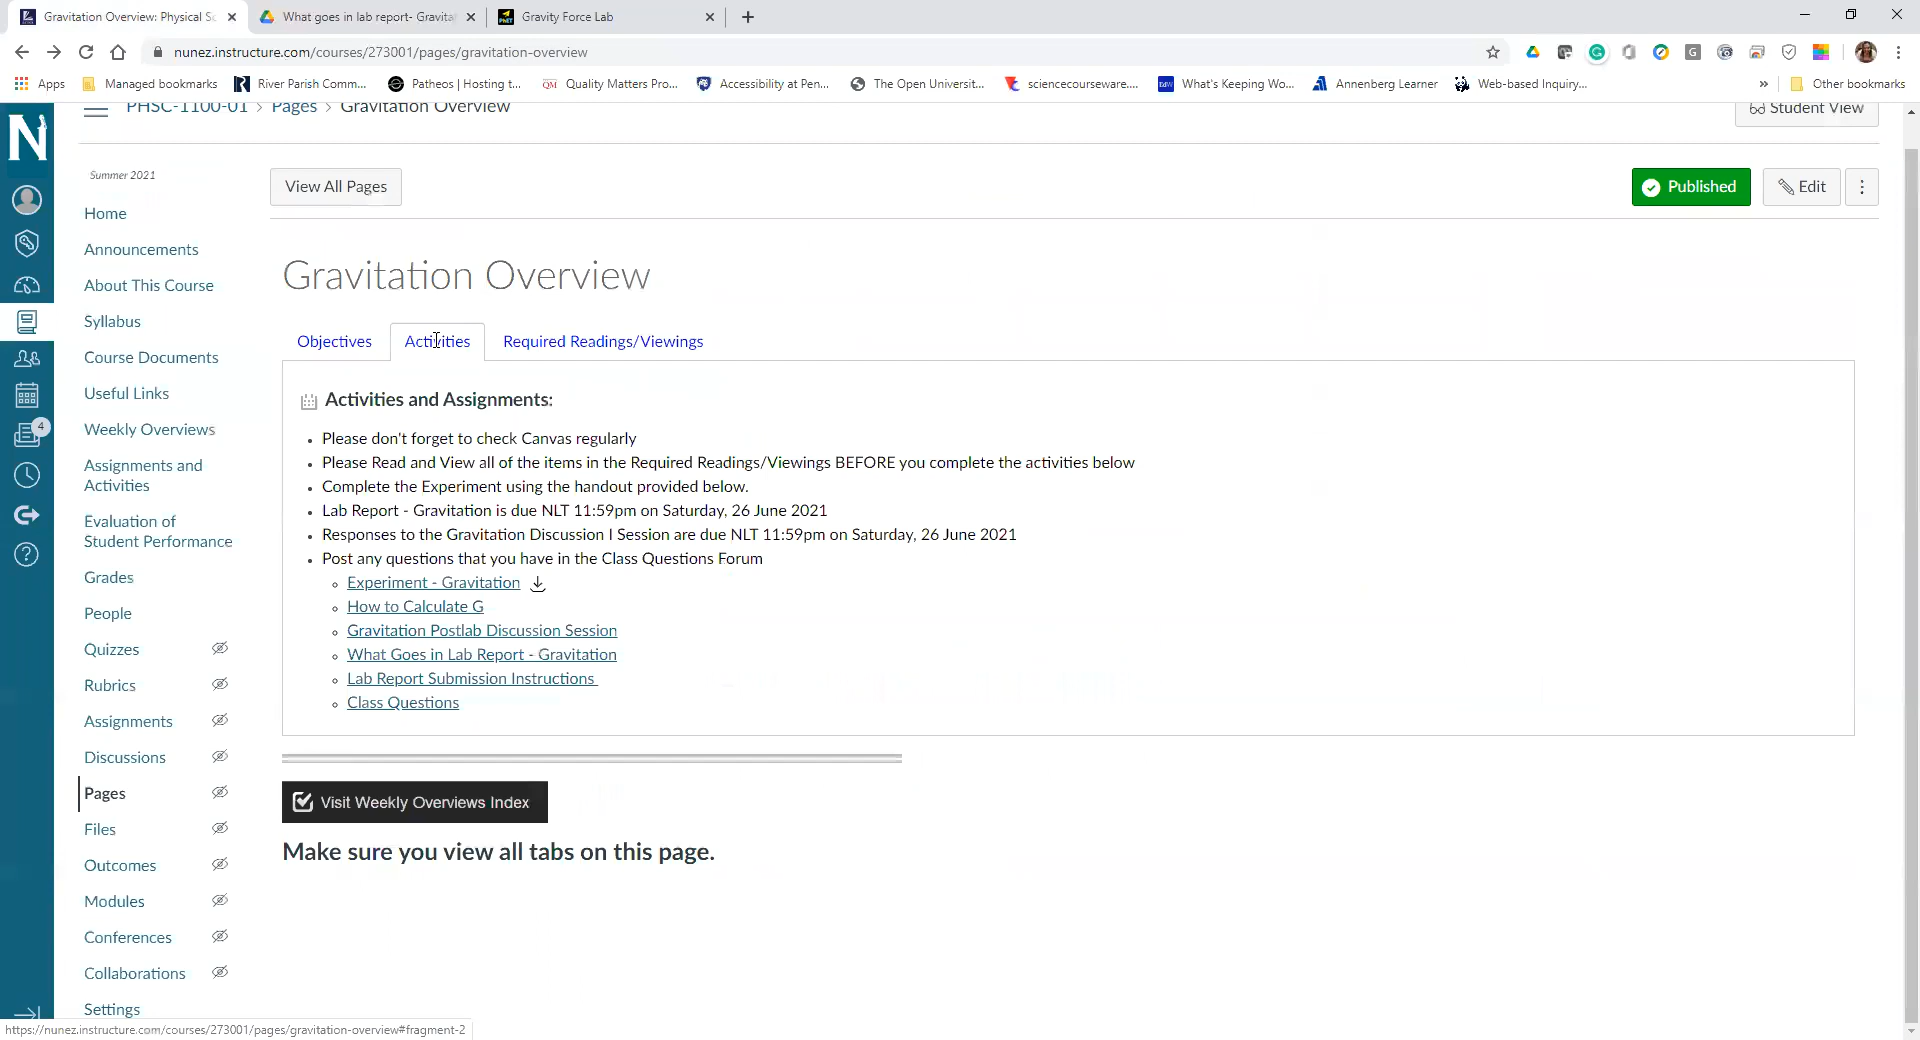 Gravitation Overview: Physical Sc
What goes in lab report- Gravita
Gravity Force Lab
nunez.instructure.com/courses/273001/pages/gravitation-overview
Apps
Managed bookmarks
River Parish Comm...
Patheos | Hosting t...
QM
Quality Matters Pro...
Accessibility at Pen...
The Open Universit...
sciencecourseware....
What's Keeping Wo...
Annenberg Learner
Web-based Inquiry...
»
Other bookmarks
PHSC-1100-01 > Pages > Gravitation Overview
Student View
N
4
Summer 2021
Home
Announcements
About This Course
Syllabus
Course Documents
Useful Links
Weekly Overviews
Assignments and
Activities
Evaluation of
Student Performance
Grades
People
Quizzes
Rubrics
Assignments
Discussions
Pages
Files
Outcomes
Modules
Conferences
Collaborations
Settings
View All Pages
Published
Edit
Gravitation Overview
Objectives
Activities
Required Readings/Viewings
Activities and Assignments:
Please don't forget to check Canvas regularly
Please Read and View all of the items in the Required Readings/Viewings BEFORE you complete the activities below
Complete the Experiment using the handout provided below.
Lab Report - Gravitation is due NLT 11:59pm on Saturday, 26 June 2021
Responses to the Gravitation Discussion I Session are due NLT 11:59pm on Saturday, 26 June 2021
Post any questions that you have in the Class Questions Forum
Experiment - Gravitation
How to Calculate G
Gravitation Postlab Discussion Session
What Goes in Lab Report - Gravitation
Lab Report Submission Instructions
Class Questions
Visit Weekly Overviews Index
Make sure you view all tabs on this page.
https://nunez.instructure.com/courses/273001/pages/gravitation-overview#fragment-2